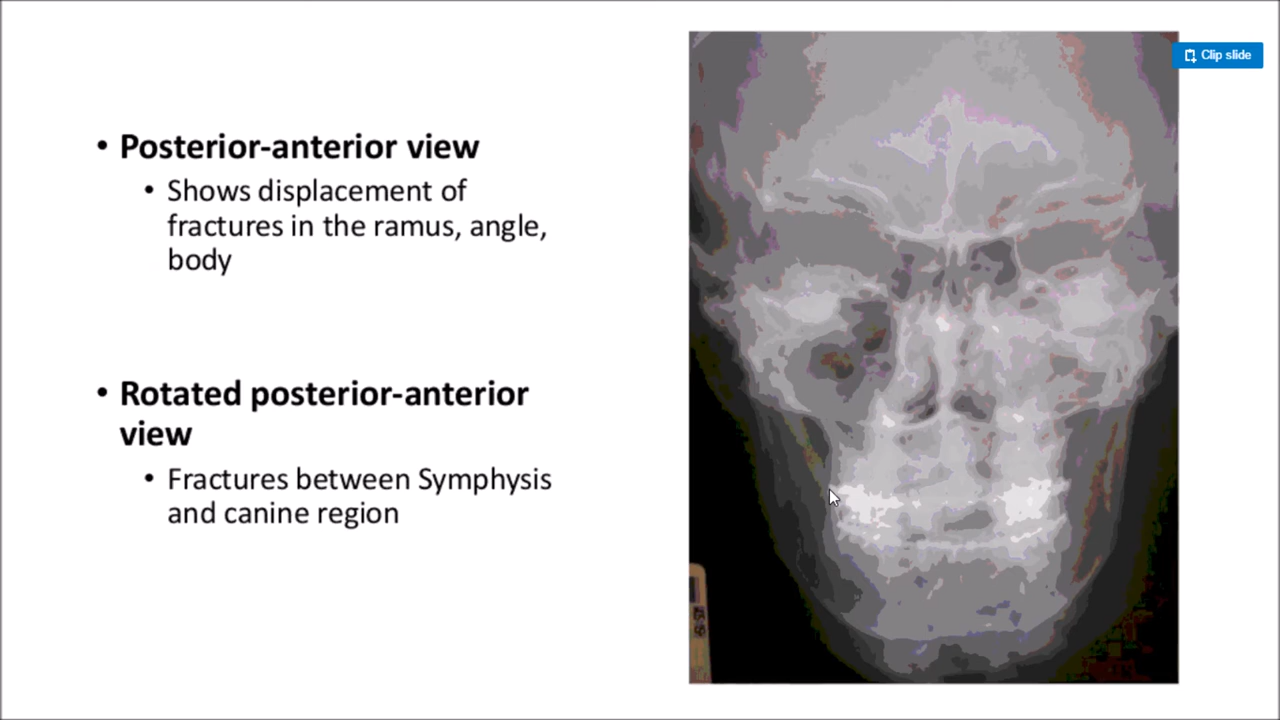 • Posterior-anterior view
• Shows displacement of
fractures in the ramus, angle,
body
• Rotated posterior-anterior
view
• Fractures between Symphysis
and canine region
Clip slide